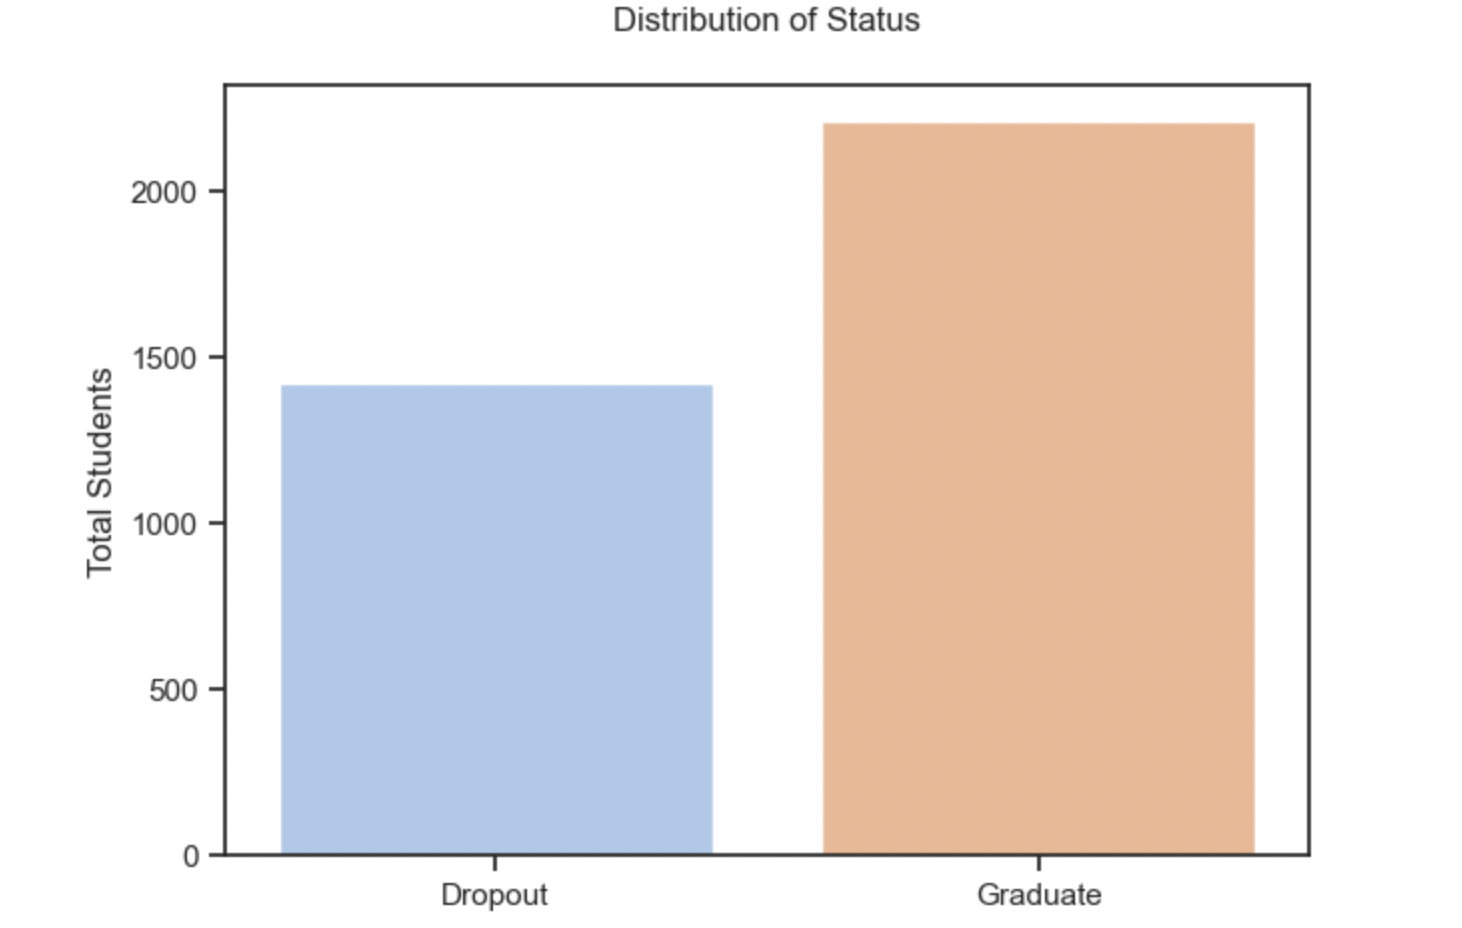 Distribution of Status
Total Students
2000
1500
1000
500
0
Dropout
Graduate